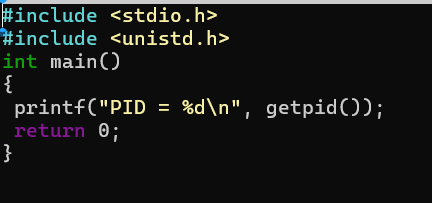 #include <stdio.h>
#include <unistd.h>
int main()
{
 printf("PID = %d\n", getpid());
 return 0;
}